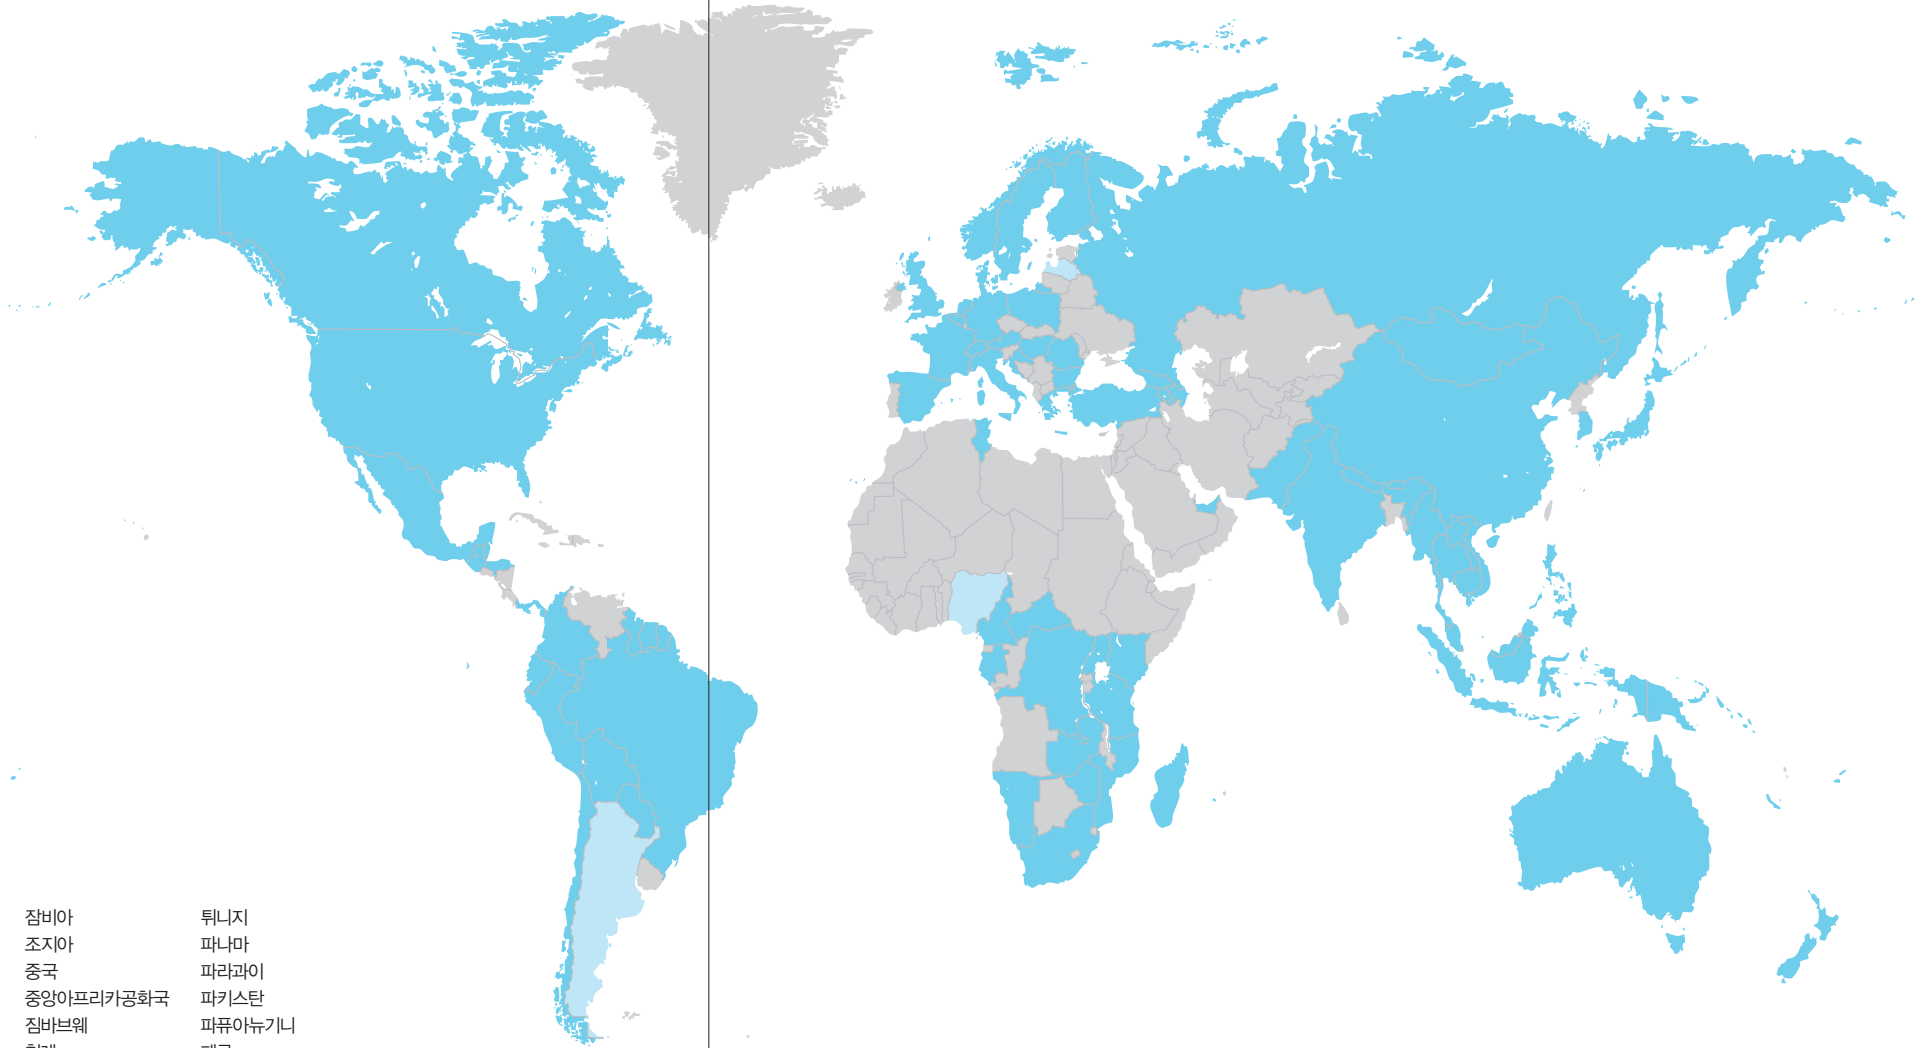 잠비아
조지아
중국
중앙아프리카공화국
짐바브웨
튀니지
파나마
파라과이
파키스탄
파퓨아뉴기니